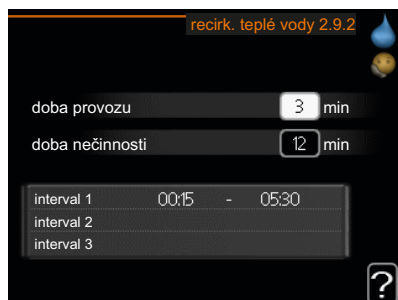 recirk. teplé vody 2.9.2
doba provozu 3 min
doba nečinnosti 12 min
interval 1 00:15 - 05:30
interval 2
interval 3
?